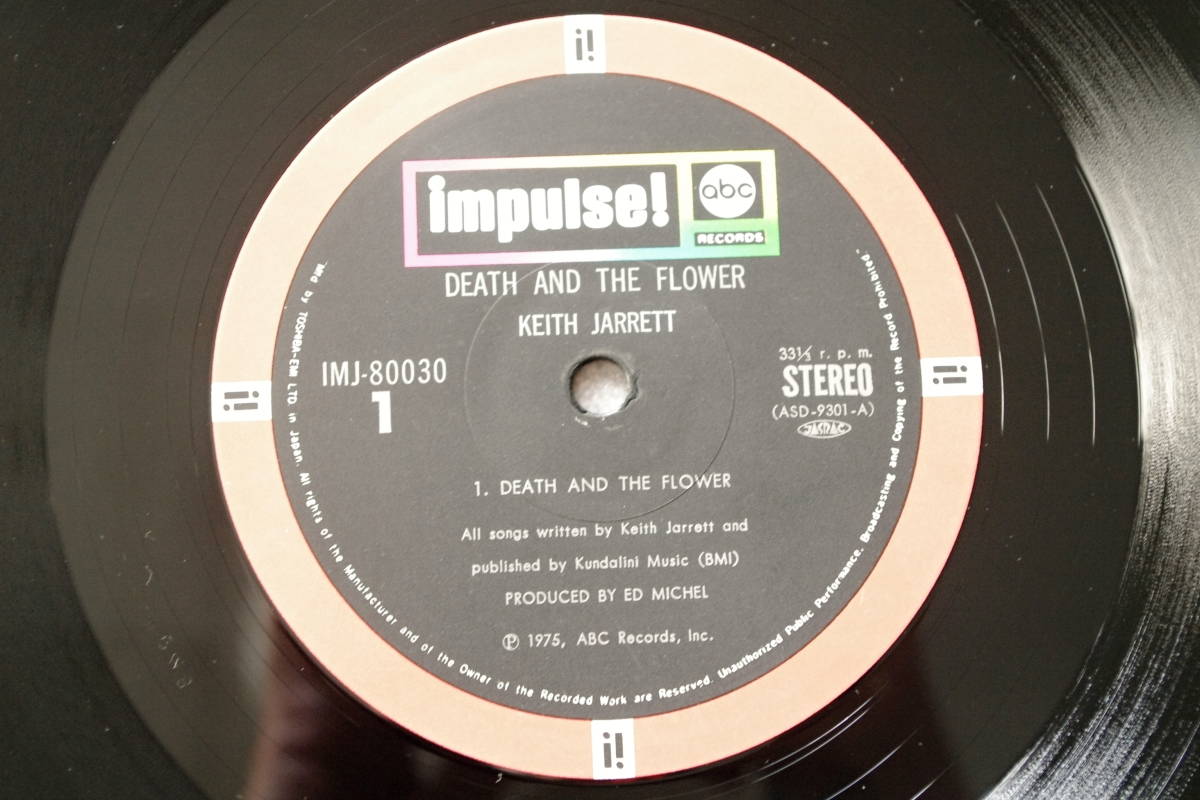 i!
impulse!
abc
RECORDS
DEATH AND THE FLOWER
KEITH JARRETT
IMJ-80030
1
33⅓ r. p. m.
STEREO
(ASD-9301-A)
JASRAC
i!
i!
1. DEATH AND THE FLOWER
All songs written by Keith Jarrett and
published by Kundalini Music (BMI)
PRODUCED BY ED MICHEL
Ⓟ 1975, ABC Records, Inc.
"Mfd by TOSHIBA-EMI LTD. in Japan. All rights of the Manufacturer and of the Owner of the Recorded Work are Reserved. Unauthorized Public Performance. Broadcasting and Copying of the Record Prohibited"
i!